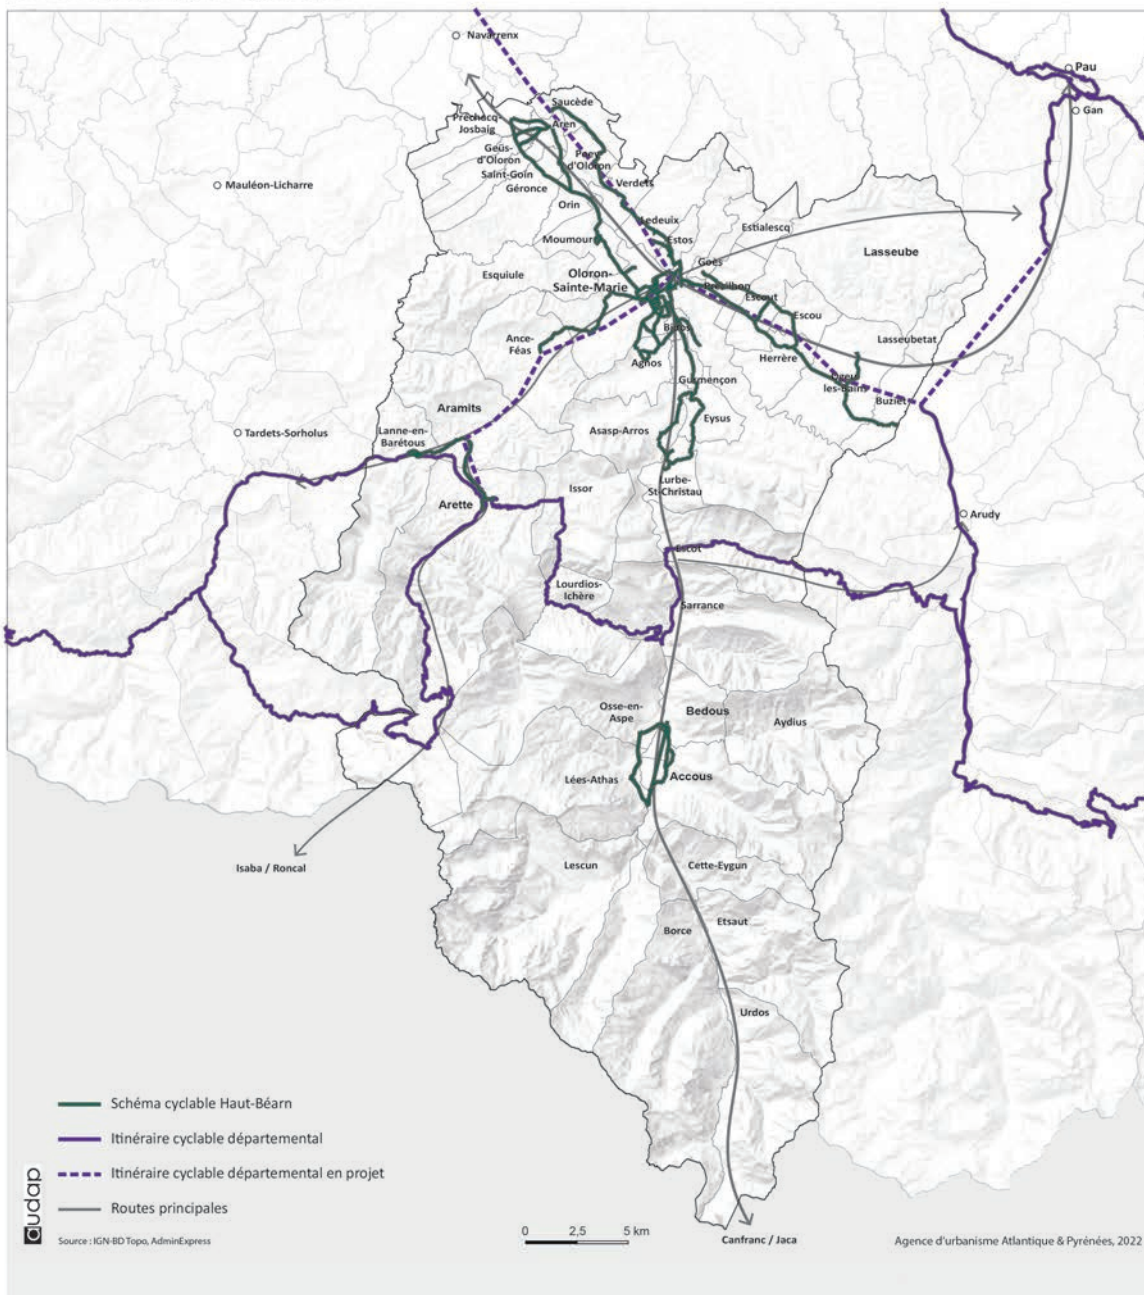 Navarrenx
Pau
Gan
Saucède
Préchacq-
Josbaig
Aren
Geüs-
d'Oloron
Poey-
d'Oloron
Saint-Goin
Géronce
Verdets
Mauléon-Licharre
Orin
Ledeuix
Estialescq
Moumour
Estos
Lasseube
Goès
Esquiule
Oloron-
Sainte-Marie
Précilhon
Escout
Escou
Bidos
Ance-
Féas
Lasseubetat
Agnos
Herrère
Gurmençon
Ogeu-
les-Bains
Buziet
Aramits
Eysus
Asasp-Arros
Tardets-Sorholus
Lanne-en-
Barétous
Lurbe-
St-Christau
Issor
Arette
Arudy
Escot
Lourdios-
Ichère
Sarrance
Osse-en-
Aspe
Bedous
Aydius
Lées-Athas
Accous
Isaba / Roncal
Lescun
Cette-Eygun
Etsaut
Borce
Urdos
Schéma cyclable Haut-Béarn
Itinéraire cyclable départemental
Itinéraire cyclable départemental en projet
Routes principales
audap
Source : IGN-BD Topo, AdminExpress
0 2,5 5 km
Canfranc / Jaca
Agence d'urbanisme Atlantique & Pyrénées, 2022